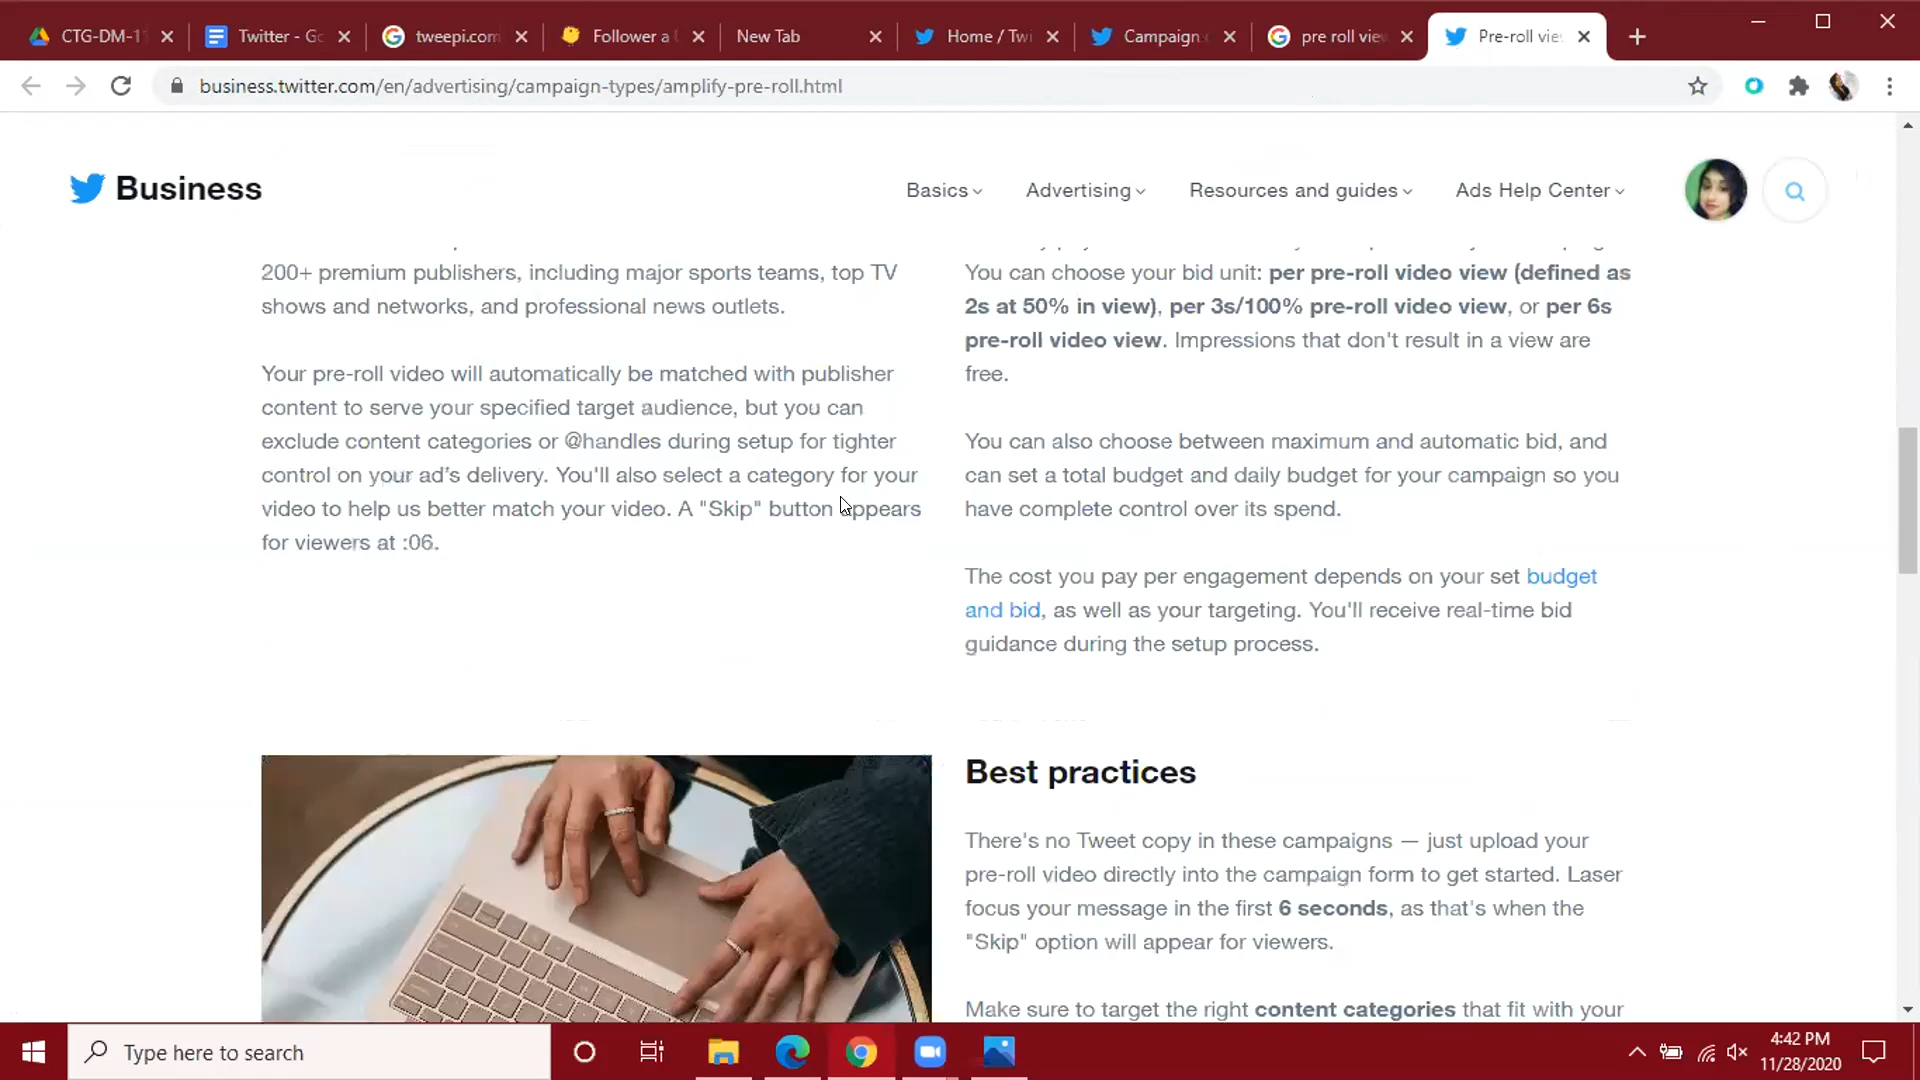 CTG-DM-1
Twitter - Go
tweepi.com
Follower a
New Tab
Home / Twi
Campaign
pre roll view
Pre-roll vie
business.twitter.com/en/advertising/campaign-types/amplify-pre-roll.html
Business
Basics
Advertising
Resources and guides
Ads Help Center
200+ premium publishers, including major sports teams, top TV
shows and networks, and professional news outlets.
Your pre-roll video will automatically be matched with publisher
content to serve your specified target audience, but you can
exclude content categories or @handles during setup for tighter
control on your ad's delivery. You'll also select a category for your
video to help us better match your video. A "Skip" button appears
for viewers at :06.
You can choose your bid unit: per pre-roll video view (defined as
2s at 50% in view), per 3s/100% pre-roll video view, or per 6s
pre-roll video view. Impressions that don't result in a view are
free.
You can also choose between maximum and automatic bid, and
can set a total budget and daily budget for your campaign so you
have complete control over its spend.
The cost you pay per engagement depends on your set budget
and bid, as well as your targeting. You'll receive real-time bid
guidance during the setup process.
Best practices
There's no Tweet copy in these campaigns — just upload your
pre-roll video directly into the campaign form to get started. Laser
focus your message in the first 6 seconds, as that's when the
"Skip" option will appear for viewers.
Make sure to target the right content categories that fit with your
Type here to search
4:42 PM
11/28/2020